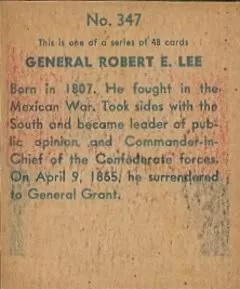 No. 347
This is one of a series of 48 cards
GENERAL ROBERT E. LEE
Born in 1807. He fought in the
Mexican War. Took sides with the
South and became leader of pub-
lic opinion and Commander-in-
Chief of the Confederate forces.
On April 9, 1865, he surrendered
to General Grant.